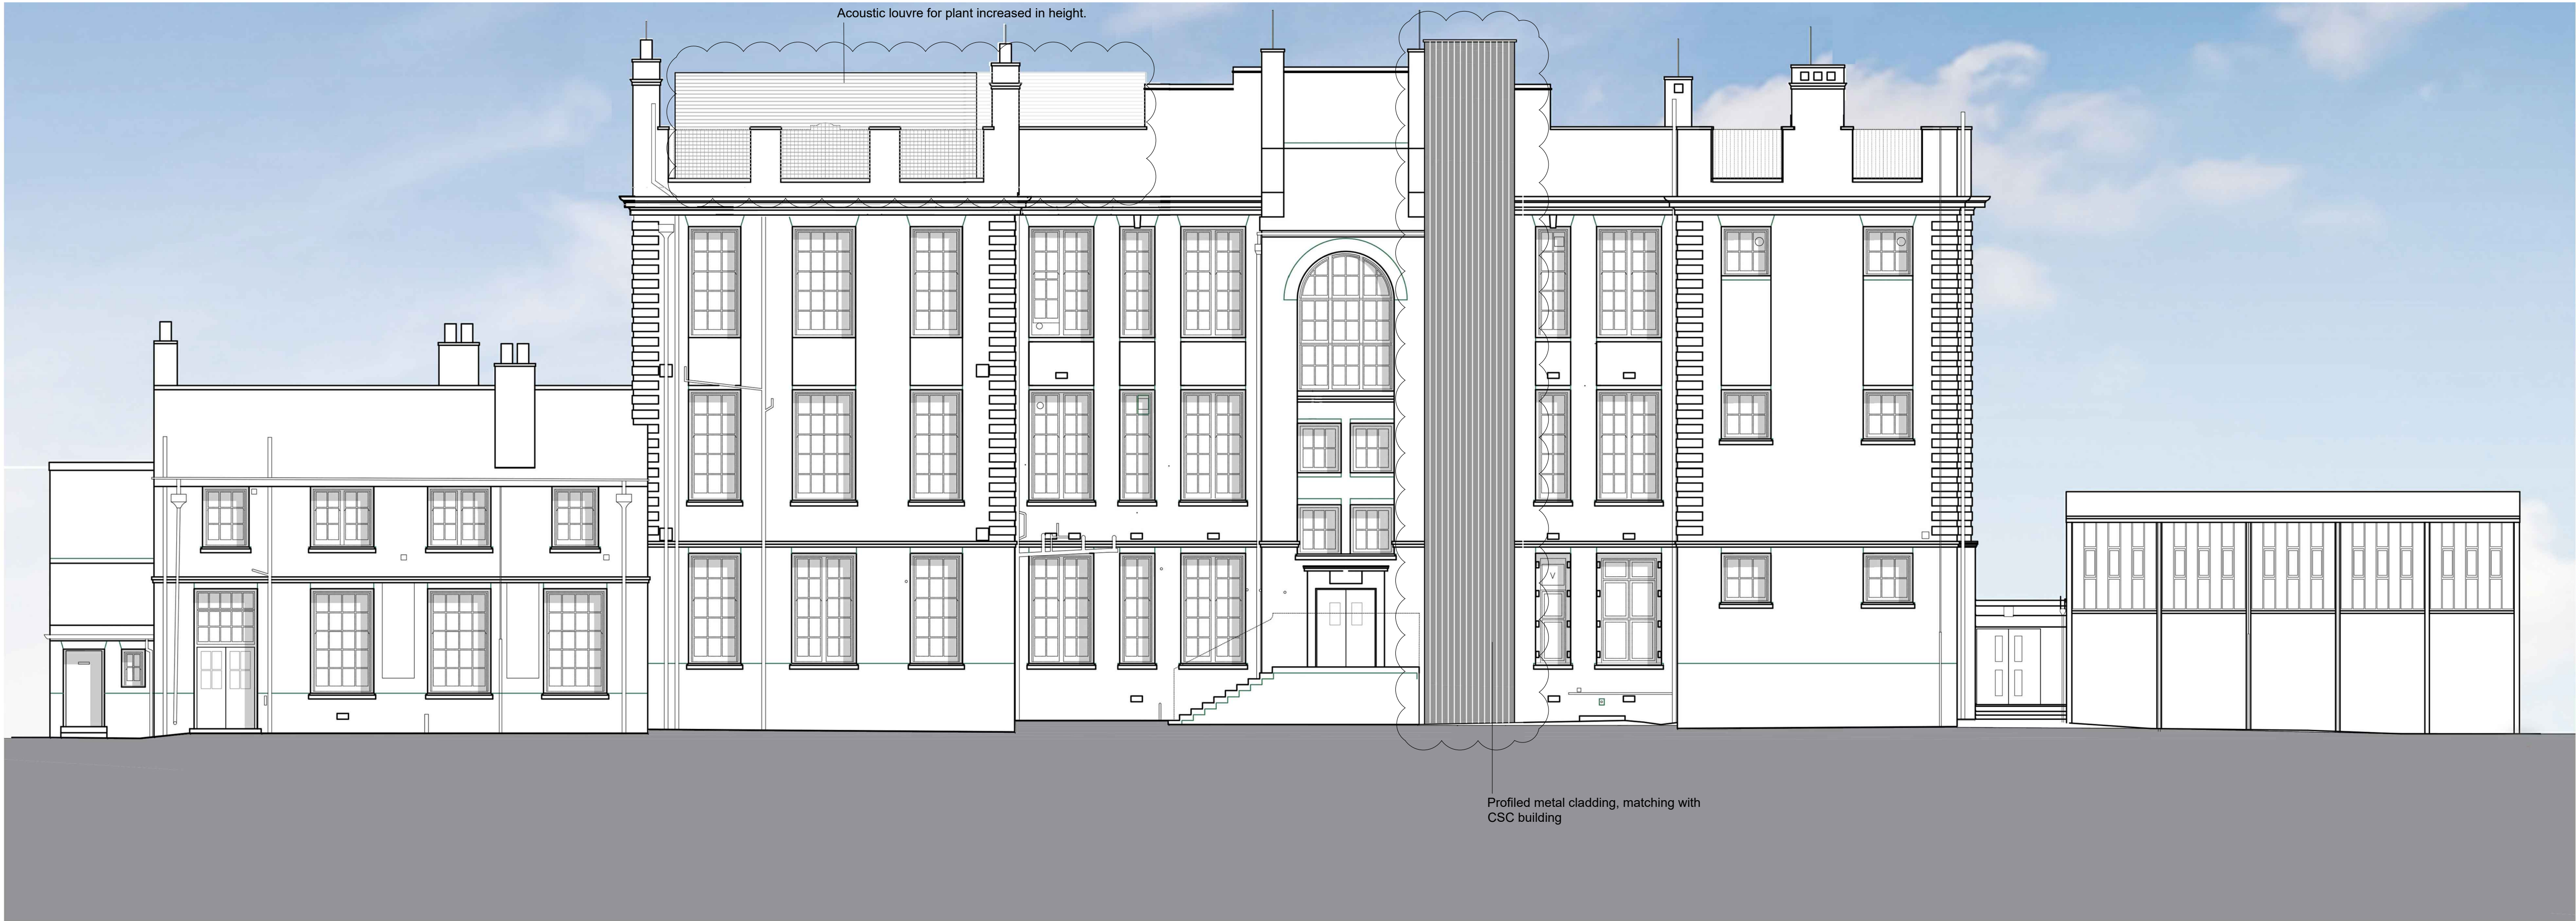 Acoustic louvre for plant increased in height.
Profiled metal cladding, matching with
CSC building